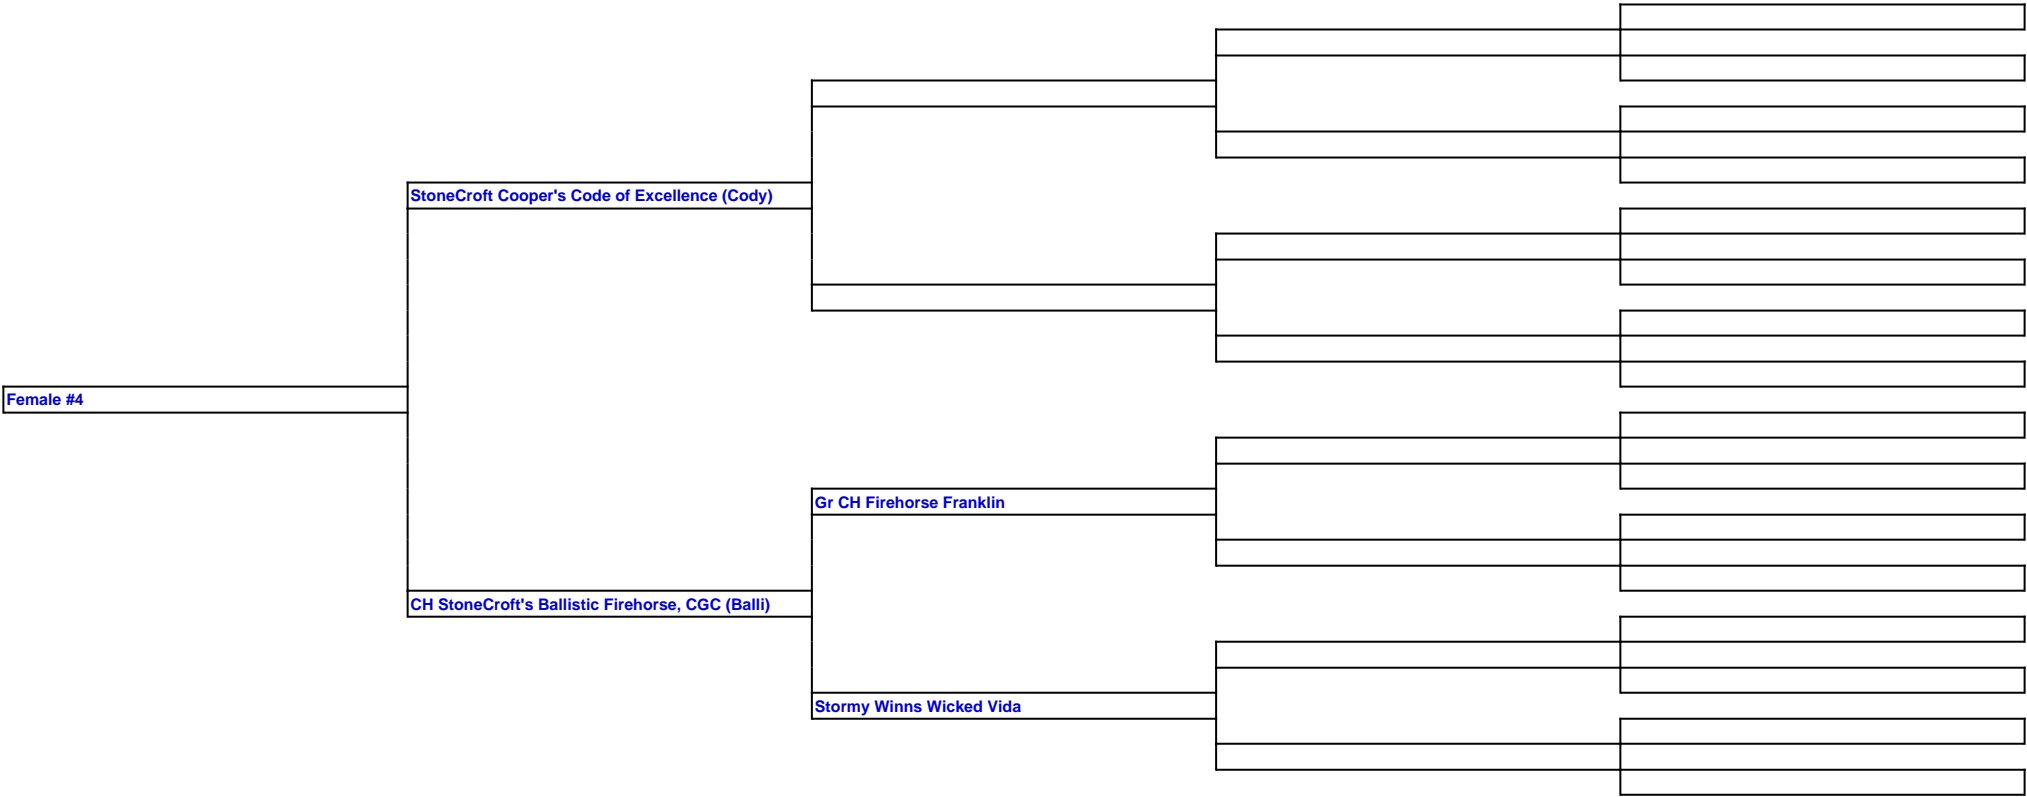 StoneCroft Cooper's Code of Excellence (Cody)
Female #4
Gr CH Firehorse Franklin
CH StoneCroft's Ballistic Firehorse, CGC (Balli)
Stormy Winns Wicked Vida